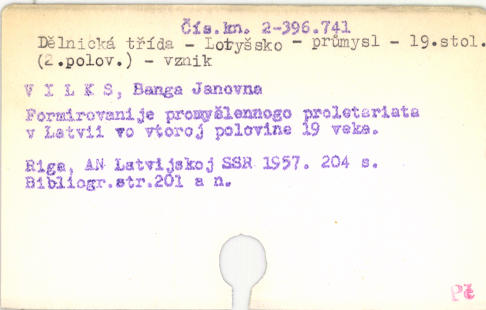 Čís.kn. 2-396.741
Dělnická třída - Lotyšsko - průmysl - 19.stol.
(2.polov.) - vznik
V I L K S, Banga Janovna
Formirovanije promyšlennogo proletariata
v Latvii vo vtoroj polovine 19 veka.
Riga, AN Latvijskoj SSR 1957. 204 s.
Bibliogr.str.201 a n.
Pč